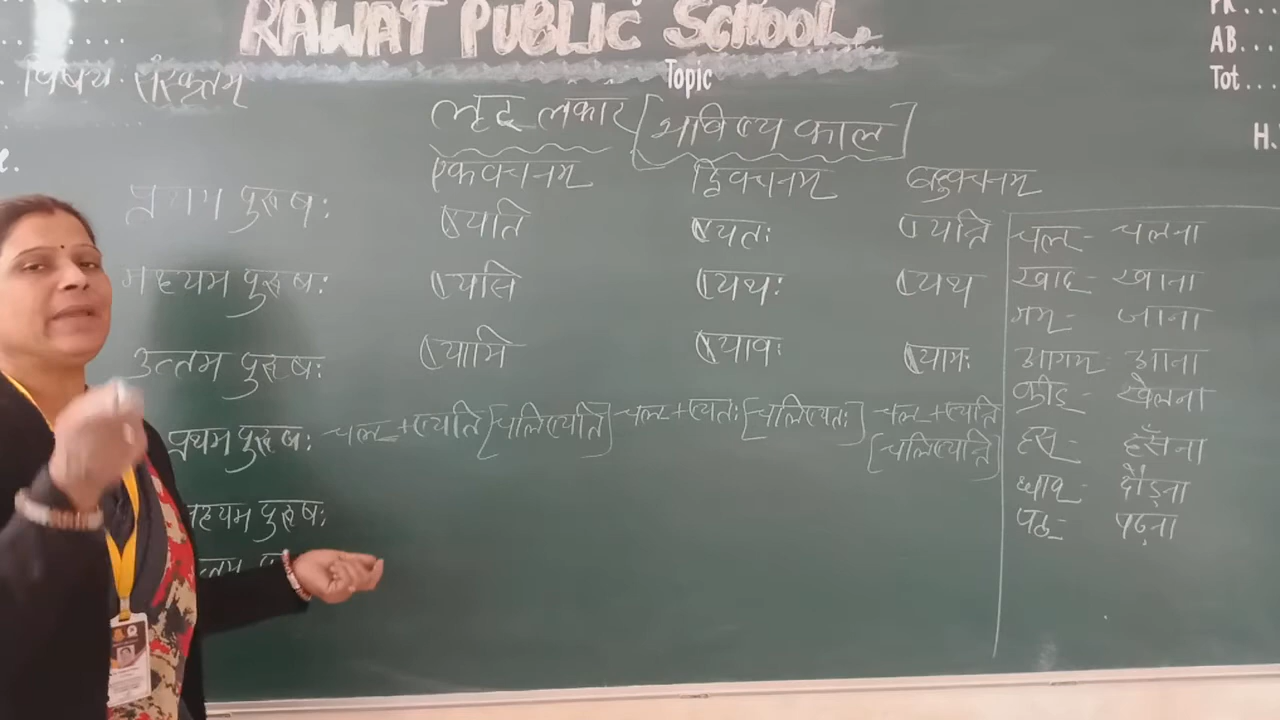 RAWAT PUBLIC SCHOOL
PR...
AB...
Tot...
H.
Topic
विषय - संस्कृतम्
लृट् लकार [भविष्य काल]
एकवचनम् द्विवचनम् बहुवचनम्
प्रथम पुरूषः ष्यति ष्यतः ष्यन्ति
मध्यम पुरूषः ष्यसि ष्यथः ष्यथ
उत्तम पुरूषः ष्यामि ष्यावः ष्यामः
प्रथम पुरूषः चल + ष्यति [चलिष्यति] चल + ष्यतः [चलिष्यतः] चल + ष्यन्ति
[चलिष्यन्ति]
मध्यम पुरूषः
चल - चलना
खाद् - खाना
गम् - जाना
आगम् - आना
क्रीड् - खेलना
हस् - हँसना
धाव् - दौड़ना
पठ् - पढ़ना